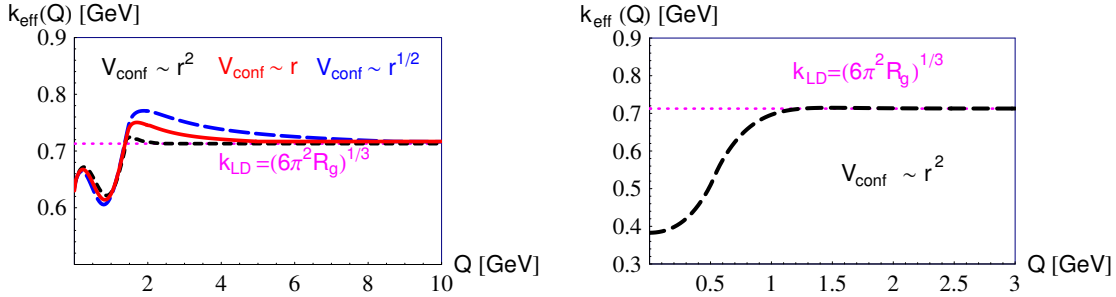 k_eff(Q) [GeV]
0.9
V_conf ~ r^2 V_conf ~ r V_conf ~ r^1/2
0.8
0.7
k_LD=(6π^2R_g)^1/3
0.6
2 4 6 8 10
Q [GeV]
k_eff(Q) [GeV]
0.9
k_LD=(6π^2R_g)^1/3
0.8
0.7
0.6
V_conf ~ r^2
0.5
0.4
0.3
0.5 1 1.5 2 2.5 3
Q [GeV]